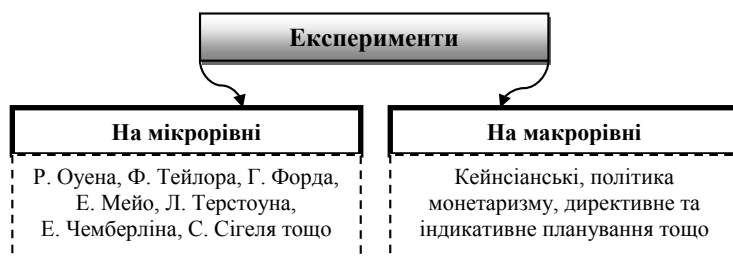 Експерименти
На мікрорівні
Р. Оуена, Ф. Тейлора, Г. Форда,
Е. Мейо, Л. Терстоуна,
Е. Чемберліна, С. Сігеля тощо
На макрорівні
Кейнсіанські, політика
монетаризму, директивне та
індикативне планування тощо